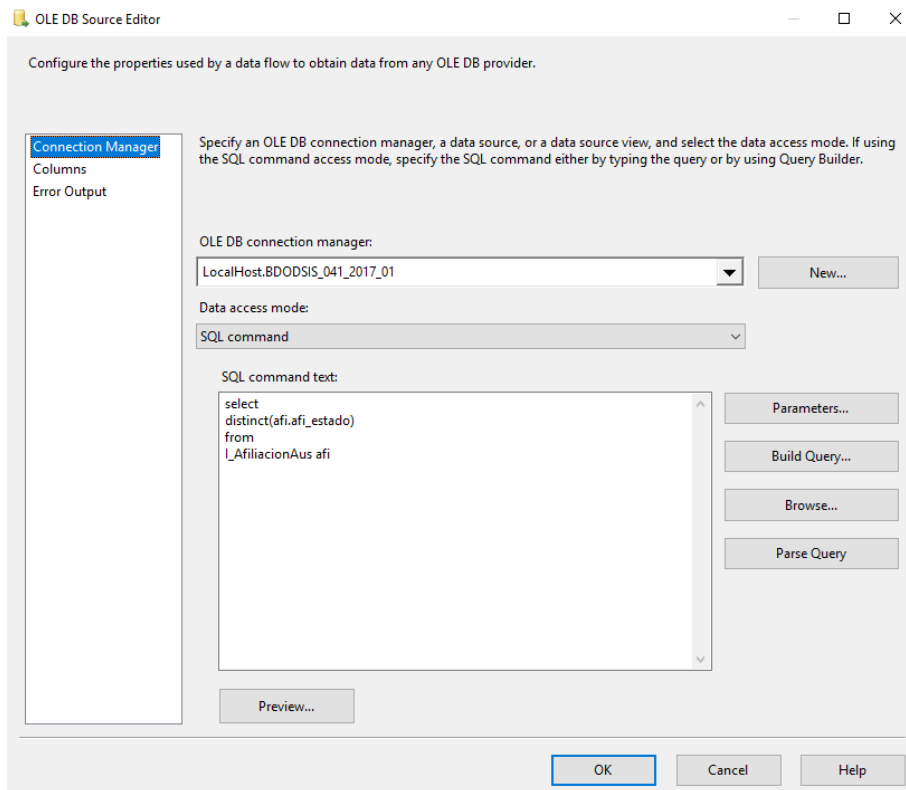 OLE DB Source Editor
Configure the properties used by a data flow to obtain data from any OLE DB provider.
Connection Manager
Columns
Error Output
Specify an OLE DB connection manager, a data source, or a data source view, and select the data access mode. If using
the SQL command access mode, specify the SQL command either by typing the query or by using Query Builder.
OLE DB connection manager:
LocalHost.BDODSIS_041_2017_01
New...
Data access mode:
SQL command
SQL command text:
select
distinct(afi.afi_estado)
from
I_AfiliacionAus afi
Parameters...
Build Query...
Browse...
Parse Query
Preview...
OK
Cancel
Help